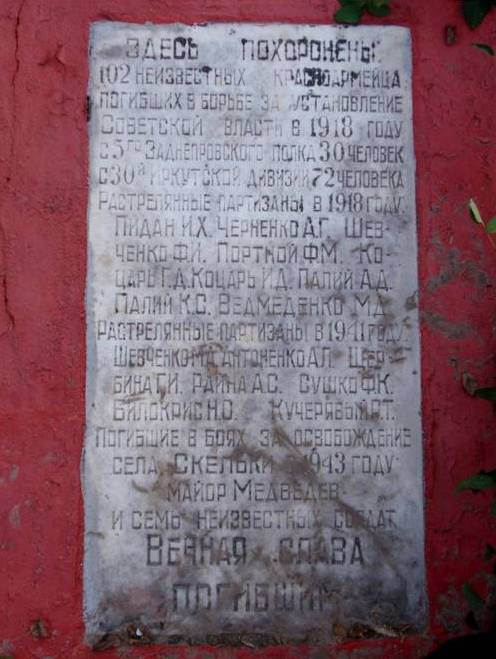 ЗДЕСЬ ПОХОРОНЕНЫ
102 НЕИЗВЕСТНЫХ КРАСНОАРМЕЙЦА
ПОГИБШИХ В БОРЬБЕ ЗА УСТАНОВЛЕНИЕ
СОВЕТСКОЙ ВЛАСТИ В 1918 ГОДУ
С 5ГО ЗАДНЕПРОВСКОГО ПОЛКА 30 ЧЕЛОВЕК
С 30Й ИРКУТСКОЙ ДИВИЗИИ 72 ЧЕЛОВЕКА
РАСТРЕЛЯННЫЕ ПАРТИЗАНЫ В 1918 ГОДУ.
ПИДАН И.Х. ЧЕРНЕНКО А.Г. ШЕВ-
ЧЕНКО Ф.И. ПОРТНОЙ Ф.М. КО-
ЦАРЬ Г.Д. КОЦАРЬ И.Д. ПАЛИЙ А.Д.
ПАЛИЙ К.С. ВЕДМЕДЕНКО М.Д.
РАСТРЕЛЯННЫЕ ПАРТИЗАНЫ В 1941 ГОДУ.
ШЕВЧЕНКО М.Д. АНТОНЕНКО А.П. ЩЕР-
БИНА Г.И. РАЙНА А.С. СУШКО Ф.К.
БИЛОКРИС Н.О. КУЧЕРЯВЫЙ
ПОГИБШИЕ В БОЯХ ЗА ОСВОБОЖДЕНИЕ
СЕЛА СКЕЛЬКИ 1943 ГОДУ
МАЙОР МЕДВЕДЕВ
И СЕМЬ НЕИЗВЕСТНЫХ СОЛДАТ
ВЕЧНАЯ СЛАВА
ПОГИБШИМ